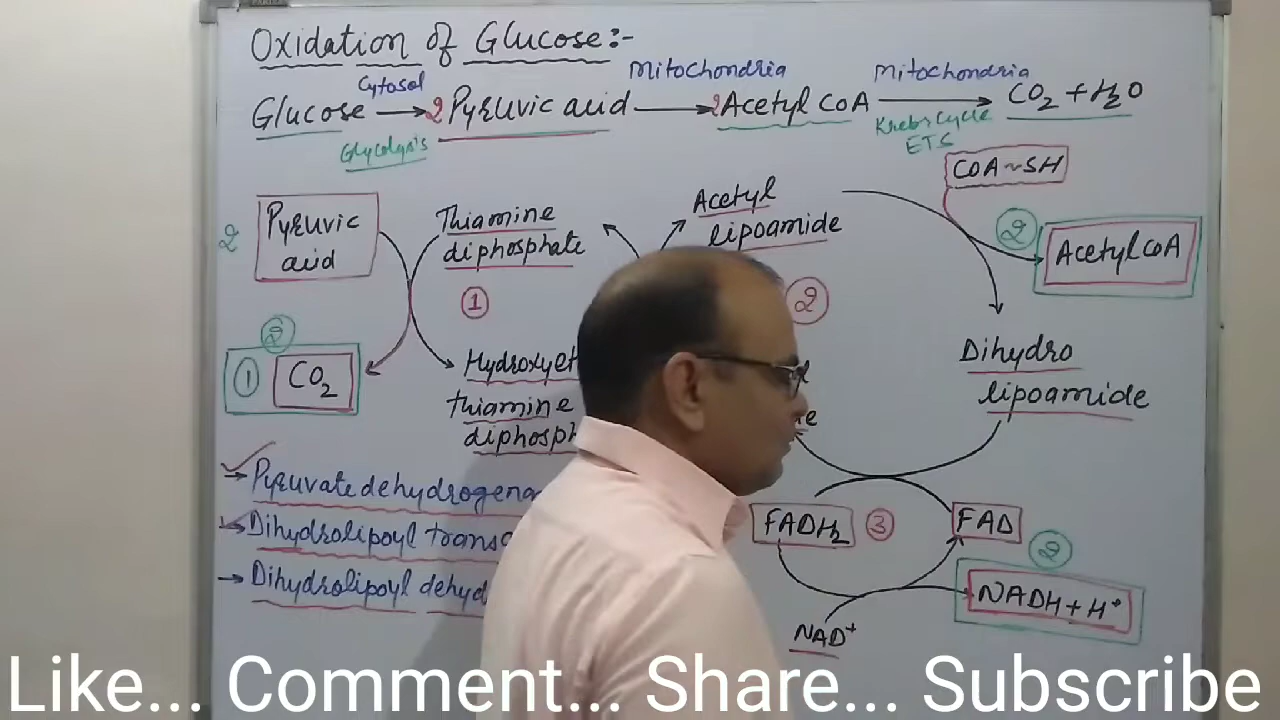 Oxidation of Glucose:-
Cytosol
Mitochondria
Mitochondria
Glucose → 2 Pyruvic acid → 2 Acetyl COA → CO2 + H2O
Glycolysis
Krebs cycle
ETS
COA~SH
2
Pyruvic
acid
Thiamine
diphosphate
Acetyl
lipoamide
2
Acetyl COA
1
2
2
1
CO2
Hydroxyet
thiamine
diphosph
Dihydro
lipoamide
→ Pyruvate dehydrogena
→ Dihydrolipoyl trans
→ Dihydrolipoyl dehyd
FADH2
3
FAD
2
NADH + H+
NAD+
Like... Comment... Share... Subscribe